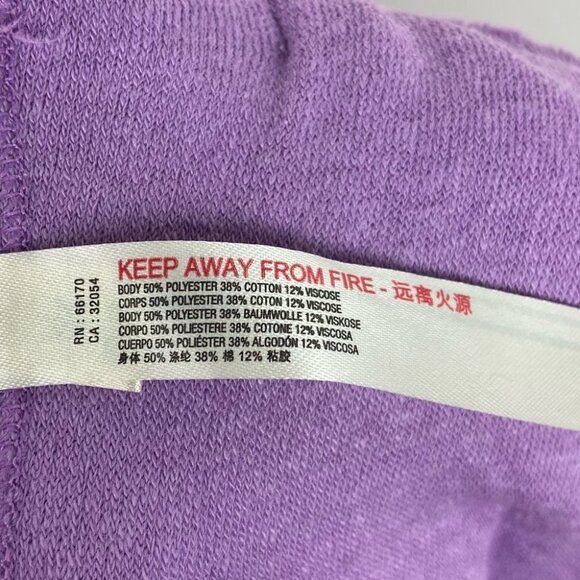 RN : 66170
CA : 32054
KEEP AWAY FROM FIRE - 远离火源
BODY 50% POLYESTER 38% COTTON 12% VISCOSE
CORPS 50% POLYESTER 38% COTON 12% VISCOSE
BODY 50% POLYESTER 38% BAUMWOLLE 12% VISKOSE
CORPO 50% POLIESTERE 38% COTONE 12% VISCOSA
CUERPO 50% POLIÉSTER 38% ALGODÓN 12% VISCOSA
身体 50% 涤纶 38% 棉 12% 粘胶